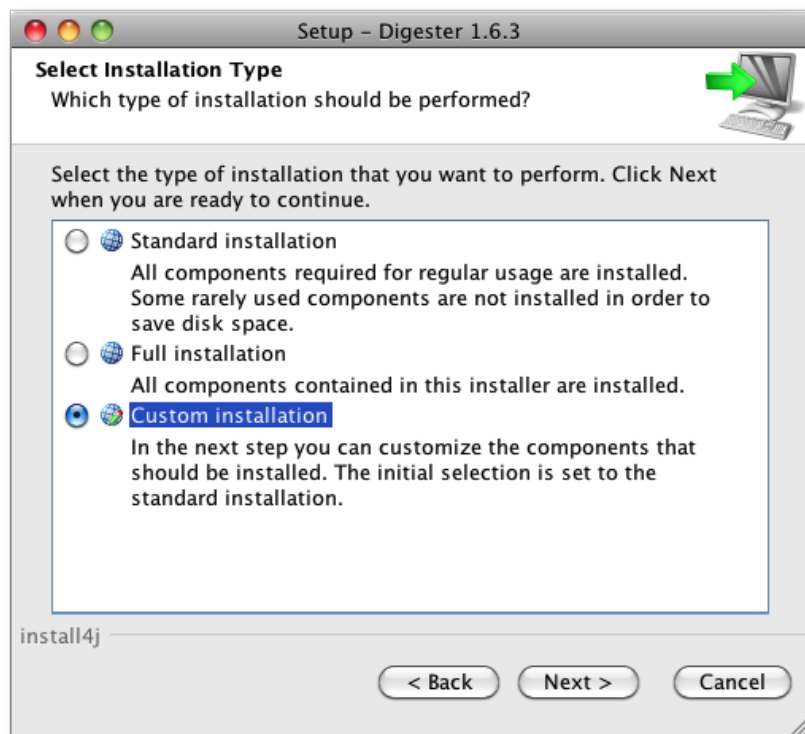 Setup – Digester 1.6.3
Select Installation Type
Which type of installation should be performed?
Select the type of installation that you want to perform. Click Next
when you are ready to continue.
Standard installation
All components required for regular usage are installed.
Some rarely used components are not installed in order to
save disk space.
Full installation
All components contained in this installer are installed.
Custom installation
In the next step you can customize the components that
should be installed. The initial selection is set to the
standard installation.
install4j
< Back
Next >
Cancel